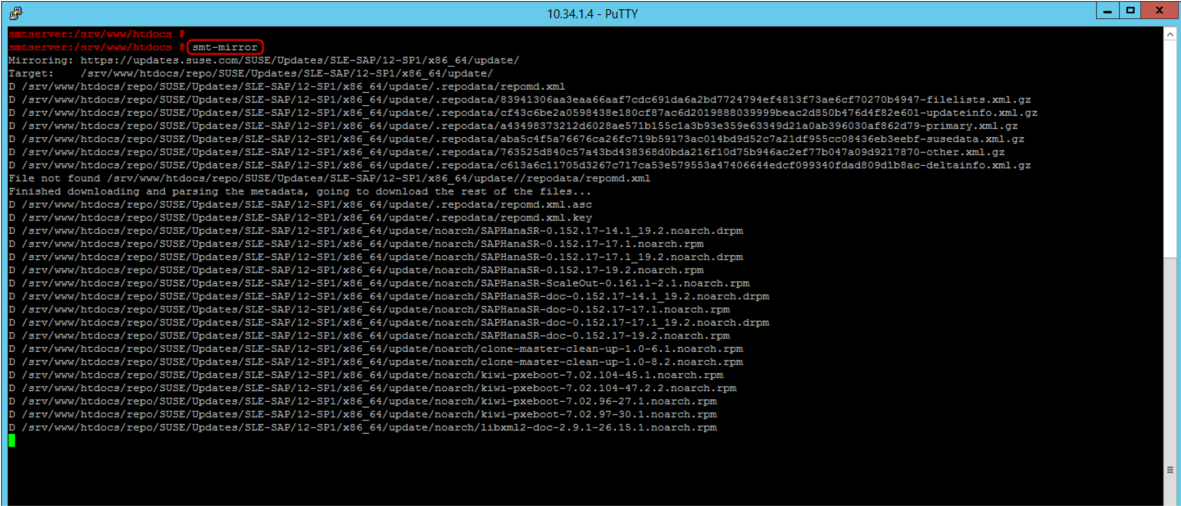 10.34.1.4 - PuTTY
smtserver:/srv/www/htdocs #
smtserver:/srv/www/htdocs # smt-mirror
Mirroring: https://updates.suse.com/SUSE/Updates/SLE-SAP/12-SP1/x86_64/update/
Target:    /srv/www/htdocs/repo/SUSE/Updates/SLE-SAP/12-SP1/x86_64/update/
D /srv/www/htdocs/repo/SUSE/Updates/SLE-SAP/12-SP1/x86_64/update/.repodata/repomd.xml
D /srv/www/htdocs/repo/SUSE/Updates/SLE-SAP/12-SP1/x86_64/update/.repodata/83941306aa3eaa66aaf7cdc691da6a2bd7724794ef4813f73ae6cf70270b4947-filelists.xml.gz
D /srv/www/htdocs/repo/SUSE/Updates/SLE-SAP/12-SP1/x86_64/update/.repodata/cf43c6be2a0598438e180cf87ac6d2019888039999beac2d850b476d4f82e601-updateinfo.xml.gz
D /srv/www/htdocs/repo/SUSE/Updates/SLE-SAP/12-SP1/x86_64/update/.repodata/a43498373212d6028ae571b155c1a3b93e359e63349d21a0ab396030af862d79-primary.xml.gz
D /srv/www/htdocs/repo/SUSE/Updates/SLE-SAP/12-SP1/x86_64/update/.repodata/aba5c4f5a76676ca26fc719b59173ac014bd9d52c7a21df955cc08436eb3eebf-susedata.xml.gz
D /srv/www/htdocs/repo/SUSE/Updates/SLE-SAP/12-SP1/x86_64/update/.repodata/763525d840c57a43bd438368d0bda216f10d75b946ac2ef77b047a09d9217870-other.xml.gz
D /srv/www/htdocs/repo/SUSE/Updates/SLE-SAP/12-SP1/x86_64/update/.repodata/c613a6c11705d3267c717ca53e579553a47406644edcf099340fdad809d1b8ac-deltainfo.xml.gz
File not found /srv/www/htdocs/repo/SUSE/Updates/SLE-SAP/12-SP1/x86_64/update//repodata/repomd.xml
Finished downloading and parsing the metadata, going to download the rest of the files...
D /srv/www/htdocs/repo/SUSE/Updates/SLE-SAP/12-SP1/x86_64/update/.repodata/repomd.xml.asc
D /srv/www/htdocs/repo/SUSE/Updates/SLE-SAP/12-SP1/x86_64/update/.repodata/repomd.xml.key
D /srv/www/htdocs/repo/SUSE/Updates/SLE-SAP/12-SP1/x86_64/update/noarch/SAPHanaSR-0.152.17-14.1_19.2.noarch.drpm
D /srv/www/htdocs/repo/SUSE/Updates/SLE-SAP/12-SP1/x86_64/update/noarch/SAPHanaSR-0.152.17-17.1.noarch.rpm
D /srv/www/htdocs/repo/SUSE/Updates/SLE-SAP/12-SP1/x86_64/update/noarch/SAPHanaSR-0.152.17-17.1_19.2.noarch.drpm
D /srv/www/htdocs/repo/SUSE/Updates/SLE-SAP/12-SP1/x86_64/update/noarch/SAPHanaSR-0.152.17-19.2.noarch.rpm
D /srv/www/htdocs/repo/SUSE/Updates/SLE-SAP/12-SP1/x86_64/update/noarch/SAPHanaSR-ScaleOut-0.161.1-2.1.noarch.rpm
D /srv/www/htdocs/repo/SUSE/Updates/SLE-SAP/12-SP1/x86_64/update/noarch/SAPHanaSR-doc-0.152.17-14.1_19.2.noarch.drpm
D /srv/www/htdocs/repo/SUSE/Updates/SLE-SAP/12-SP1/x86_64/update/noarch/SAPHanaSR-doc-0.152.17-17.1.noarch.rpm
D /srv/www/htdocs/repo/SUSE/Updates/SLE-SAP/12-SP1/x86_64/update/noarch/SAPHanaSR-doc-0.152.17-17.1_19.2.noarch.drpm
D /srv/www/htdocs/repo/SUSE/Updates/SLE-SAP/12-SP1/x86_64/update/noarch/SAPHanaSR-doc-0.152.17-19.2.noarch.rpm
D /srv/www/htdocs/repo/SUSE/Updates/SLE-SAP/12-SP1/x86_64/update/noarch/clone-master-clean-up-1.0-6.1.noarch.rpm
D /srv/www/htdocs/repo/SUSE/Updates/SLE-SAP/12-SP1/x86_64/update/noarch/clone-master-clean-up-1.0-8.2.noarch.rpm
D /srv/www/htdocs/repo/SUSE/Updates/SLE-SAP/12-SP1/x86_64/update/noarch/kiwi-pxeboot-7.02.104-45.1.noarch.rpm
D /srv/www/htdocs/repo/SUSE/Updates/SLE-SAP/12-SP1/x86_64/update/noarch/kiwi-pxeboot-7.02.104-47.2.2.noarch.rpm
D /srv/www/htdocs/repo/SUSE/Updates/SLE-SAP/12-SP1/x86_64/update/noarch/kiwi-pxeboot-7.02.96-27.1.noarch.rpm
D /srv/www/htdocs/repo/SUSE/Updates/SLE-SAP/12-SP1/x86_64/update/noarch/kiwi-pxeboot-7.02.97-30.1.noarch.rpm
D /srv/www/htdocs/repo/SUSE/Updates/SLE-SAP/12-SP1/x86_64/update/noarch/libxml2-doc-2.9.1-26.15.1.noarch.rpm